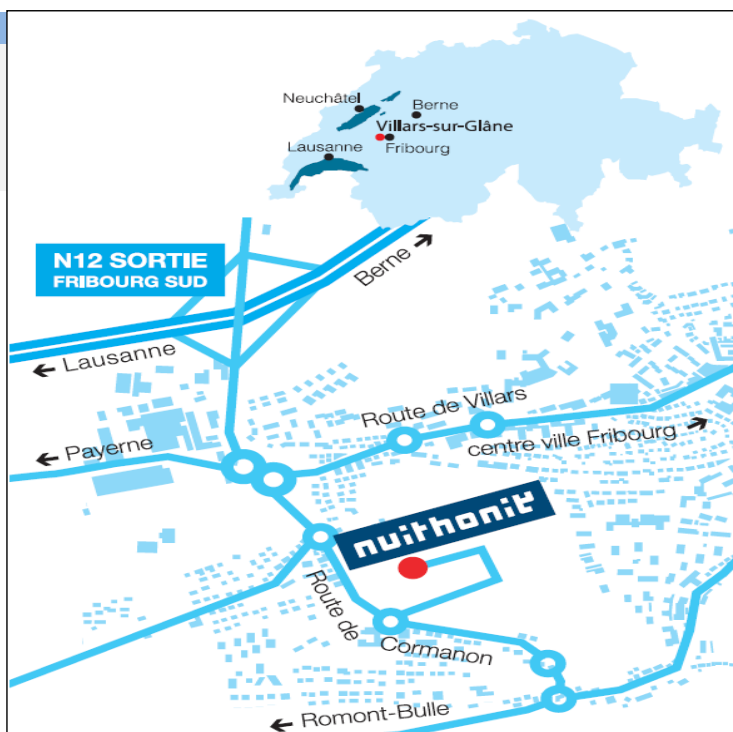 Neuchâtel
Berne
Villars-sur-Glâne
Lausanne
Fribourg
N12 SORTIE
FRIBOURG SUD
Berne →
← Lausanne
Route de Villars
← Payerne
centre ville Fribourg →
nuithonie
Route de
Cormanon
← Romont-Bulle